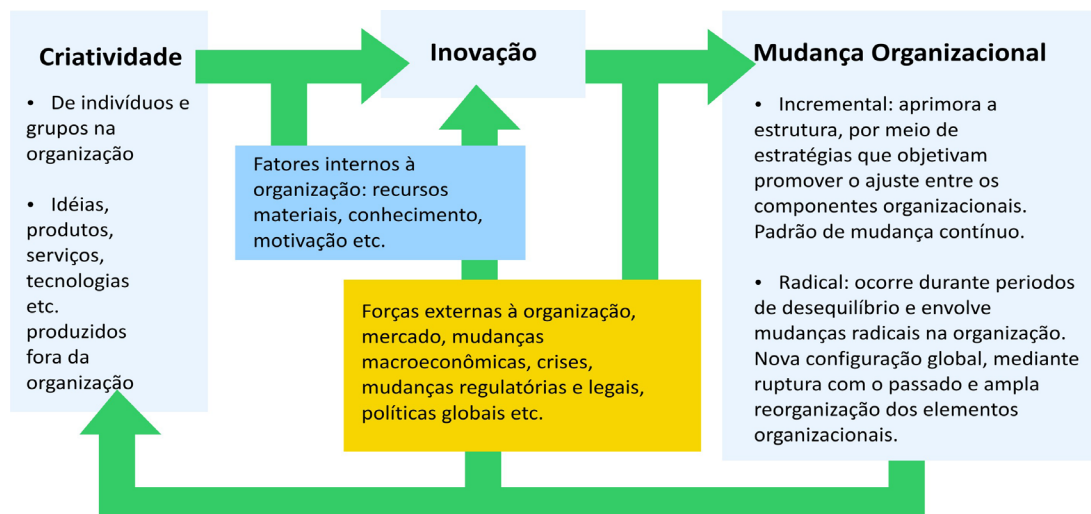 Criatividade
• De indivíduos e
grupos na
organização
• Idéias,
produtos,
serviços,
tecnologias
etc.
produzidos
fora da
organização
Inovação
Fatores internos à
organização: recursos
materiais, conhecimento,
motivação etc.
Forças externas à organização,
mercado, mudanças
macroeconômicas, crises,
mudanças regulatórias e legais,
políticas globais etc.
Mudança Organizacional
• Incremental: aprimora a
estrutura, por meio de
estratégias que objetivam
promover o ajuste entre os
componentes organizacionais.
Padrão de mudança contínuo.
• Radical: ocorre durante periodos
de desequilíbrio e envolve
mudanças radicais na organização.
Nova configuração global, mediante
ruptura com o passado e ampla
reorganização dos elementos
organizacionais.